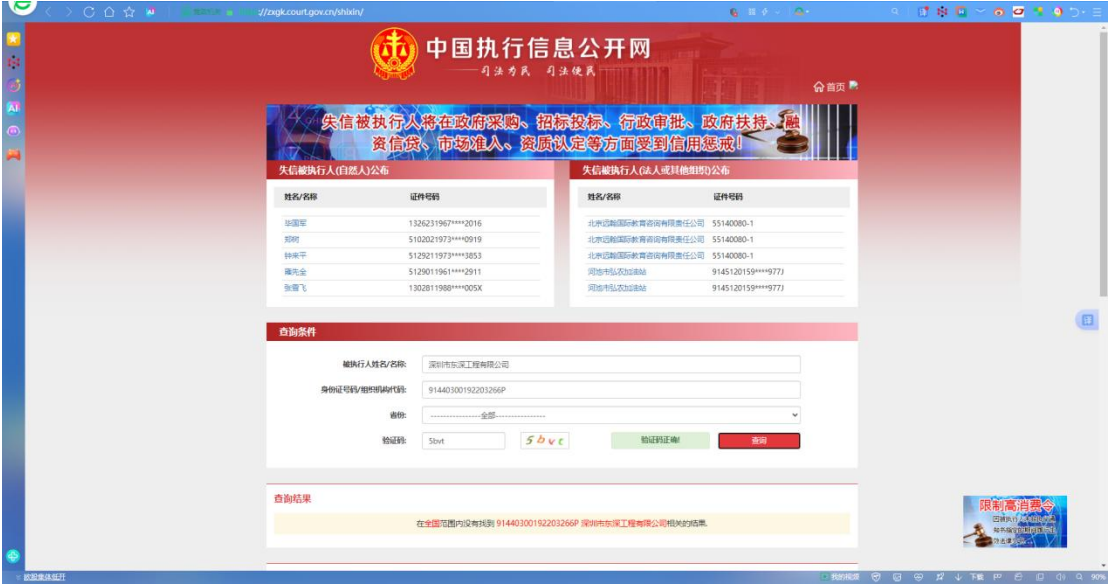 ://zxgk.court.gov.cn/shixin/
中国执行信息公开网
司法为民 司法便民
首页
失信被执行人将在政府采购、招标投标、行政审批、政府扶持、融
资信贷、市场准入、资质认定等方面受到信用惩戒！
失信被执行人(自然人)公布
姓名/名称 证件号码
毕国军 1326231967****2016
郑树 5102021973****0919
钟来平 5129211973****3853
蒲先全 5129011961****2911
张雪飞 1302811988****005X
失信被执行人(法人或其他组织)公布
姓名/名称 证件号码
北京远翰国际教育咨询有限责任公司 55140080-1
北京远翰国际教育咨询有限责任公司 55140080-1
北京远翰国际教育咨询有限责任公司 55140080-1
河池市弘农加油站 9145120159****977J
河池市弘农加油站 9145120159****977J
查询条件
被执行人姓名/名称: 深圳市东深工程有限公司
身份证号码/组织机构代码: 91440300192203266P
省份: ----------------全部----------------
验证码: 5bvt 5bvt 验证码正确! 查询
查询结果
在全国范围内没有找到 91440300192203266P 深圳市东深工程有限公司相关的结果.
限制高消费令
我的视频
下载
90%